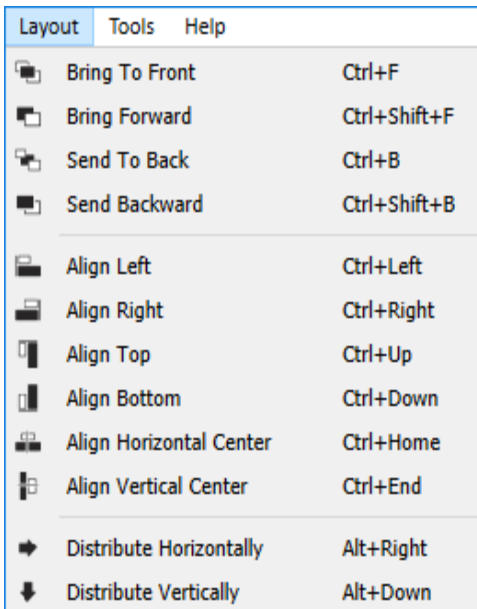 Layout Tools Help
Bring To Front Ctrl+F
Bring Forward Ctrl+Shift+F
Send To Back Ctrl+B
Send Backward Ctrl+Shift+B
Align Left Ctrl+Left
Align Right Ctrl+Right
Align Top Ctrl+Up
Align Bottom Ctrl+Down
Align Horizontal Center Ctrl+Home
Align Vertical Center Ctrl+End
Distribute Horizontally Alt+Right
Distribute Vertically Alt+Down